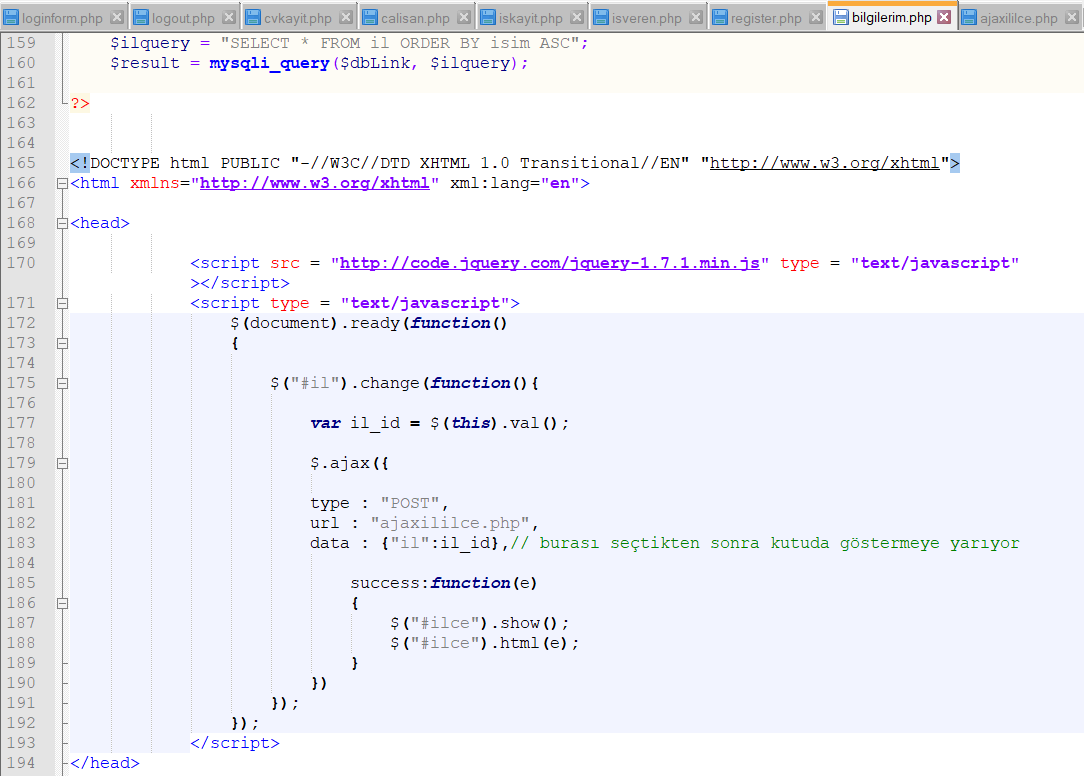 loginform.php logout.php cvkayit.php calisan.php iskayit.php isveren.php register.php bilgilerim.php ajaxililce.php
159 $ilquery = "SELECT * FROM il ORDER BY isim ASC";
160 $result = mysqli_query($dbLink, $ilquery);
161
162 ?>
163
164
165 <!DOCTYPE html PUBLIC "-//W3C//DTD XHTML 1.0 Transitional//EN" "http://www.w3.org/xhtml">
166 <html xmlns="http://www.w3.org/xhtml" xml:lang="en">
167
168 <head>
169
170 <script src = "http://code.jquery.com/jquery-1.7.1.min.js" type = "text/javascript"
></script>
171 <script type = "text/javascript">
172 $(document).ready(function()
173 {
174
175 $("#il").change(function(){
176
177 var il_id = $(this).val();
178
179 $.ajax({
180
181 type : "POST",
182 url : "ajaxililce.php",
183 data : {"il":il_id},// burası seçtikten sonra kutuda göstermeye yarıyor
184
185 success:function(e)
186 {
187 $("#ilce").show();
188 $("#ilce").html(e);
189 }
190 })
191 });
192 });
193 </script>
194 </head>